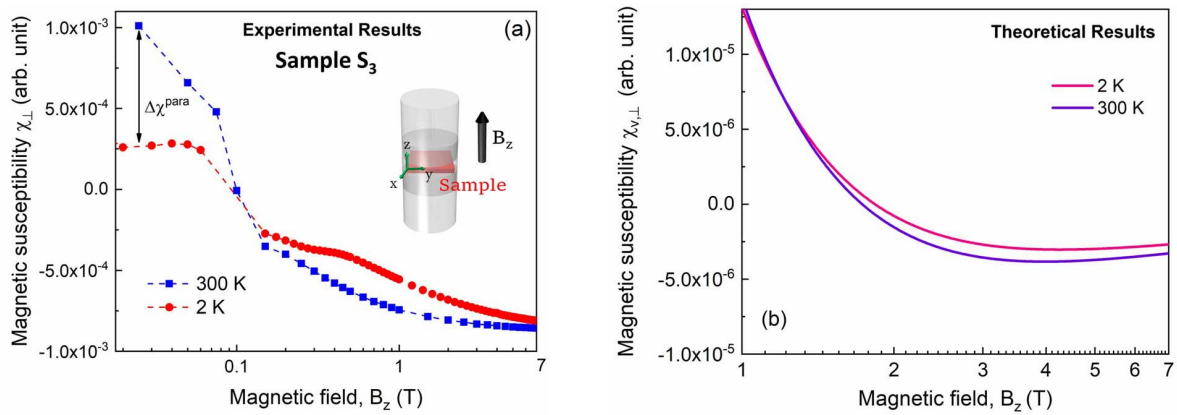 Experimental Results
(a)
Sample S₃
Δχᵖᵃʳᵃ
B_z
z
x
y
Sample
300 K
2 K
1.0x10⁻³
5.0x10⁻⁴
0.0
-5.0x10⁻⁴
-1.0x10⁻³
0.1
1
7
Magnetic susceptibility χ⊥ (arb. unit)
Magnetic field, B_z (T)
Theoretical Results
2 K
300 K
(b)
1.0x10⁻⁵
5.0x10⁻⁶
0.0
-5.0x10⁻⁶
-1.0x10⁻⁵
1
2
3
4
5
6
7
Magnetic susceptibility χ_v,⊥ (arb. unit)
Magnetic field, B_z (T)